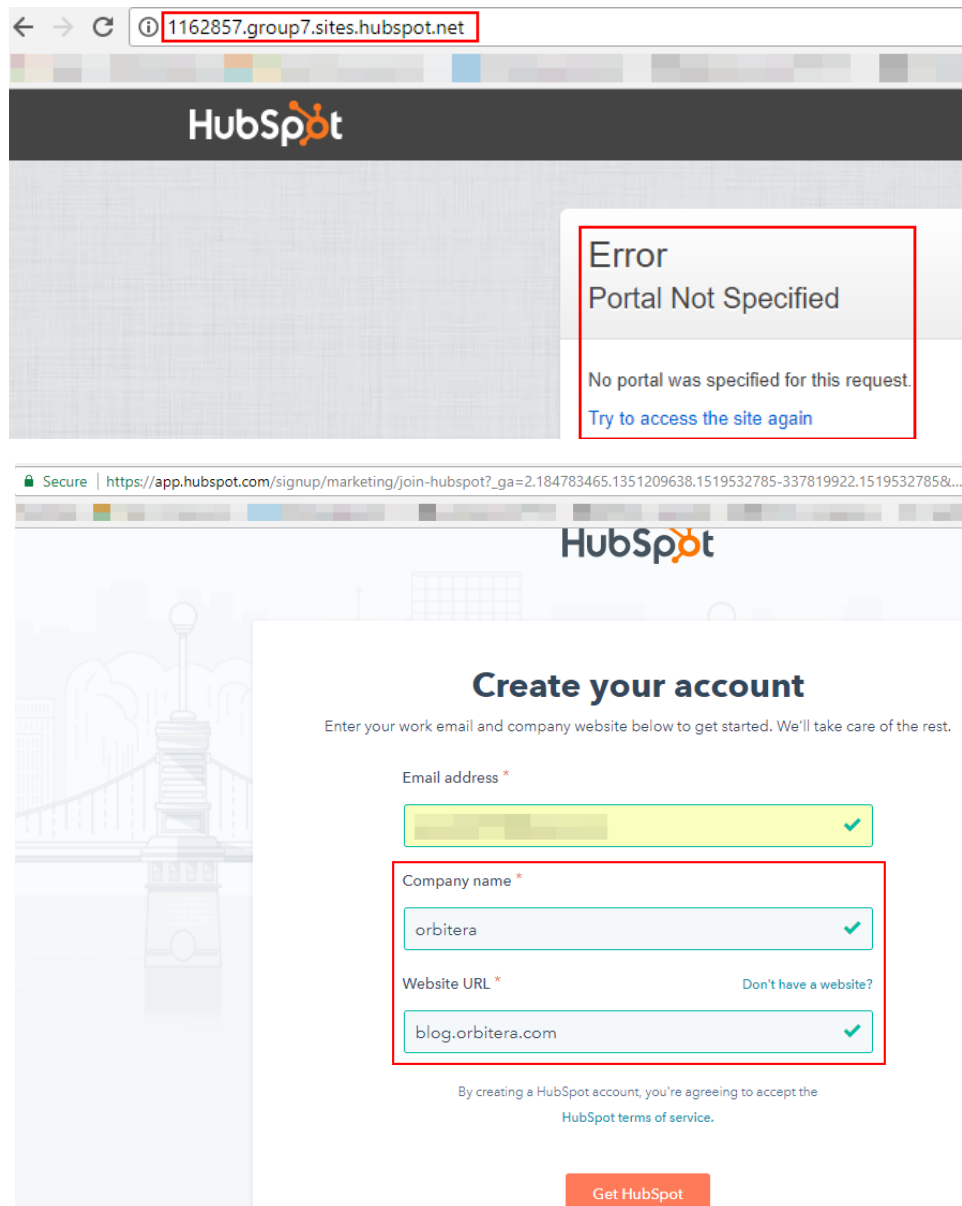 1162857.group7.sites.hubspot.net
HubSpot
Error
Portal Not Specified
No portal was specified for this request.
Try to access the site again
Secure | https://app.hubspot.com/signup/marketing/join-hubspot?_ga=2.184783465.1351209638.1519532785-337819922.1519532785&...
HubSpot
Create your account
Enter your work email and company website below to get started. We'll take care of the rest.
Email address *
Company name *
orbitera
Website URL * Don't have a website?
blog.orbitera.com
By creating a HubSpot account, you're agreeing to accept the
HubSpot terms of service.
Get HubSpot